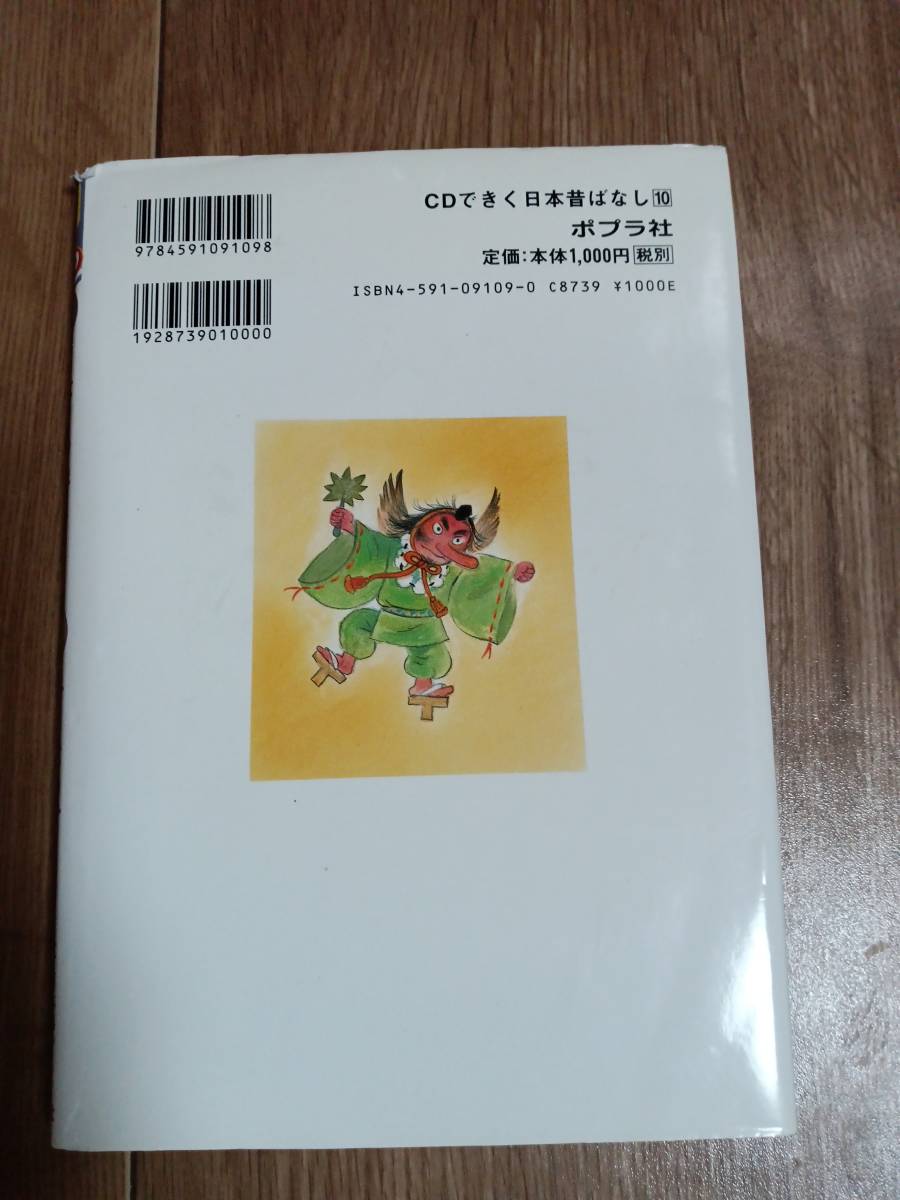 9784591091098
1928739010000
CDできく日本昔ばなし10
ポプラ社
定価:本体1,000円 税別
ISBN4-591-09109-0 C8739 ¥1000E